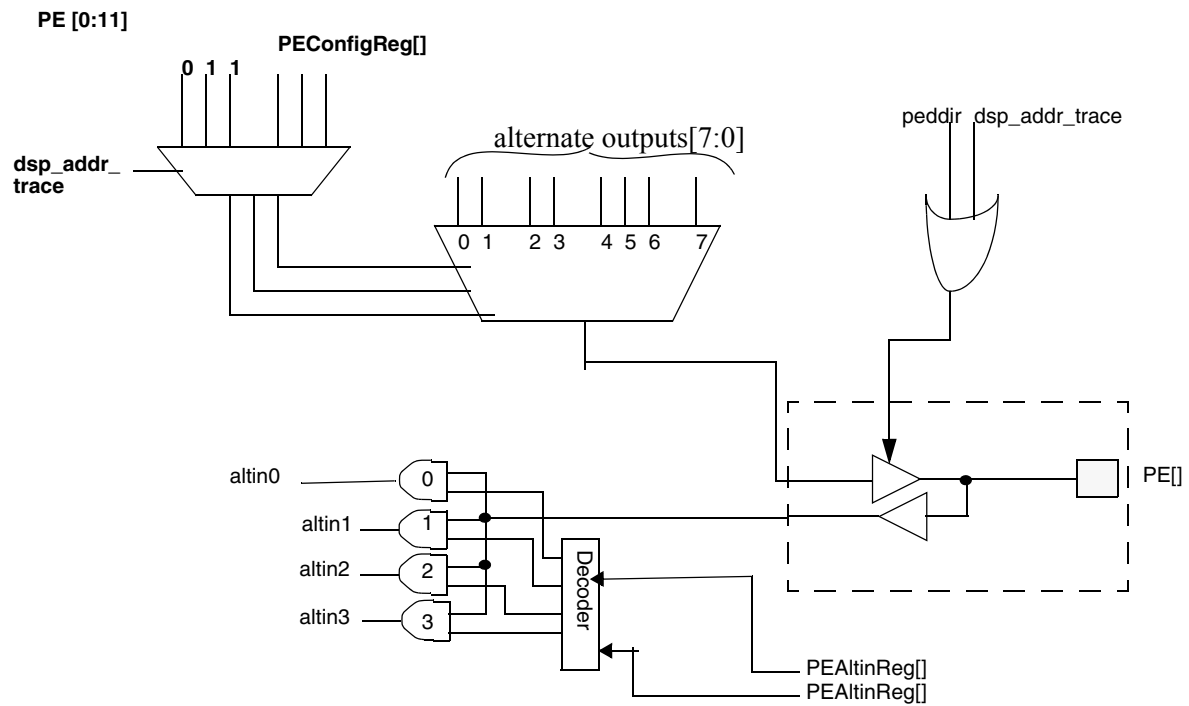 PE [0:11]
PEConfigReg[]
0 1 1
peddir dsp_addr_trace
alternate outputs[7:0]
dsp_addr_
trace
0 1 2 3 4 5 6 7
altin0
0
PE[]
altin1
1
altin2
2
Decoder
altin3
3
PEAltinReg[]
PEAltinReg[]